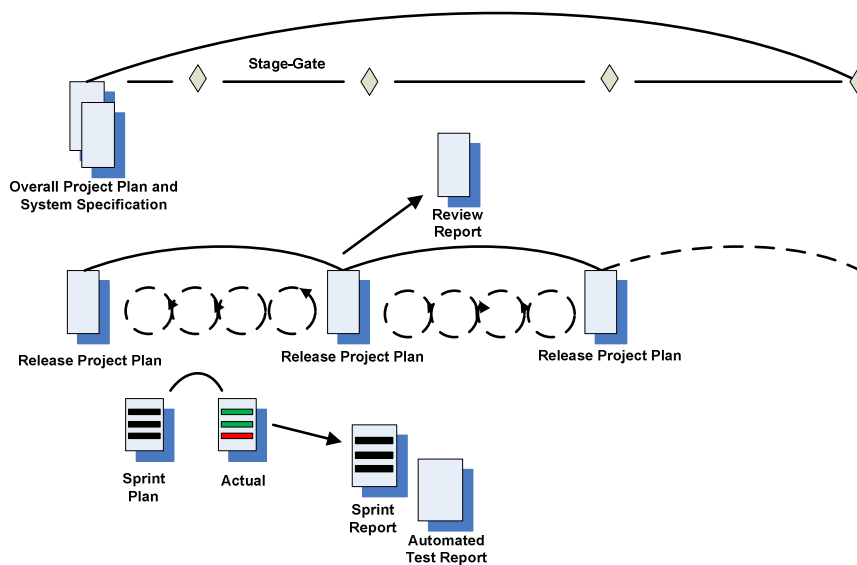 Stage-Gate
Overall Project Plan and
System Specification
Review
Report
Release Project Plan
Release Project Plan
Release Project Plan
Sprint
Plan
Actual
Sprint
Report
Automated
Test Report